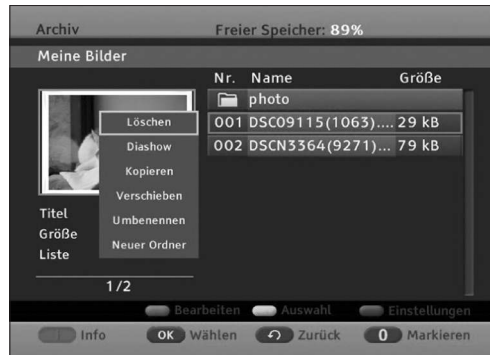 Archiv Freier Speicher: 89%
Meine Bilder
Nr. Name Größe
photo
001 DSC09115(1063).... 29 kB
002 DSCN3364(9271)... 79 kB
Löschen
Diashow
Kopieren
Verschieben
Umbenennen
Neuer Ordner
Titel
Größe
Liste
1/2
Bearbeiten Auswahl Einstellungen
Info OK Wählen Zurück 0 Markieren